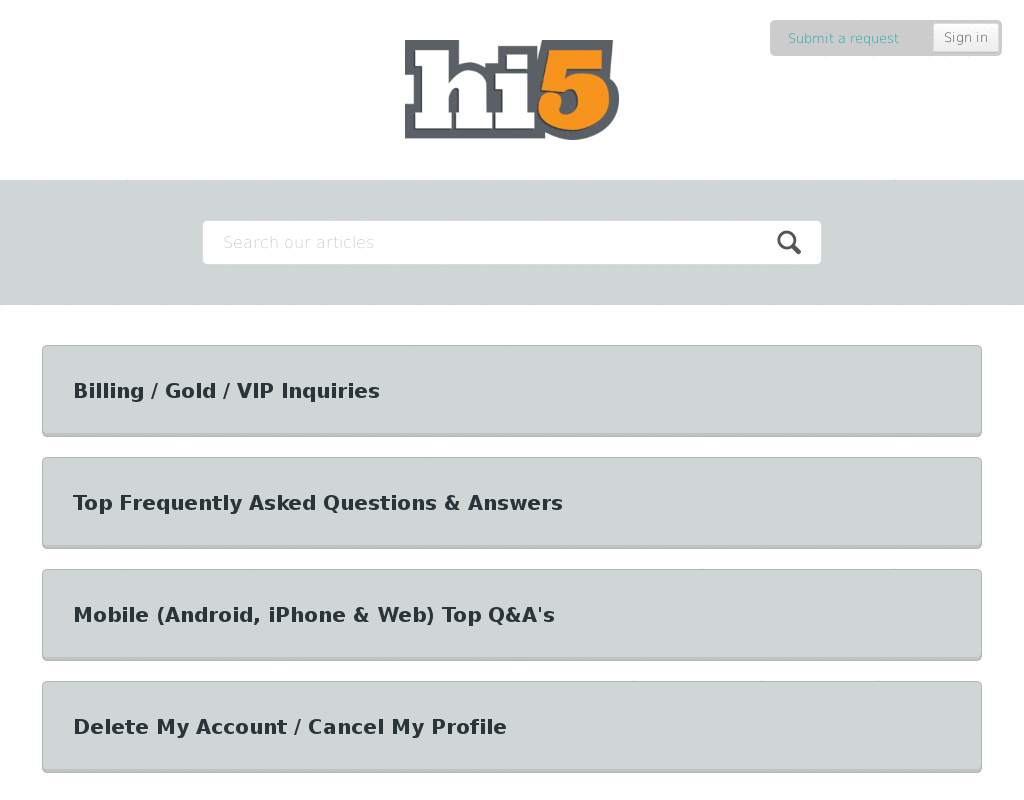 Submit a request
Sign in
hi5
Search our articles
Billing / Gold / VIP Inquiries
Top Frequently Asked Questions & Answers
Mobile (Android, iPhone & Web) Top Q&A's
Delete My Account / Cancel My Profile